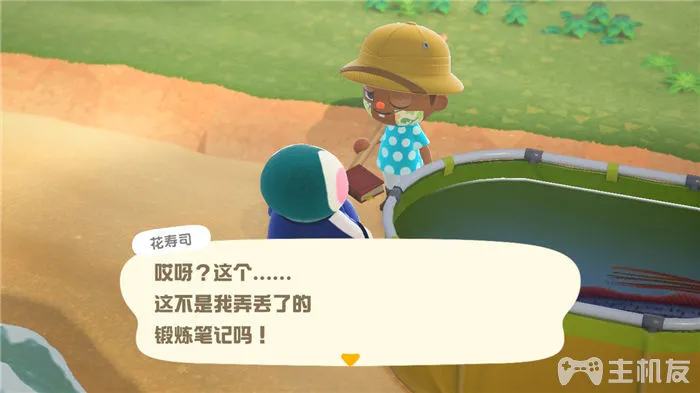 花寿司
哎呀？这个……
这不是我弄丢了的
锻炼笔记吗！
主机友